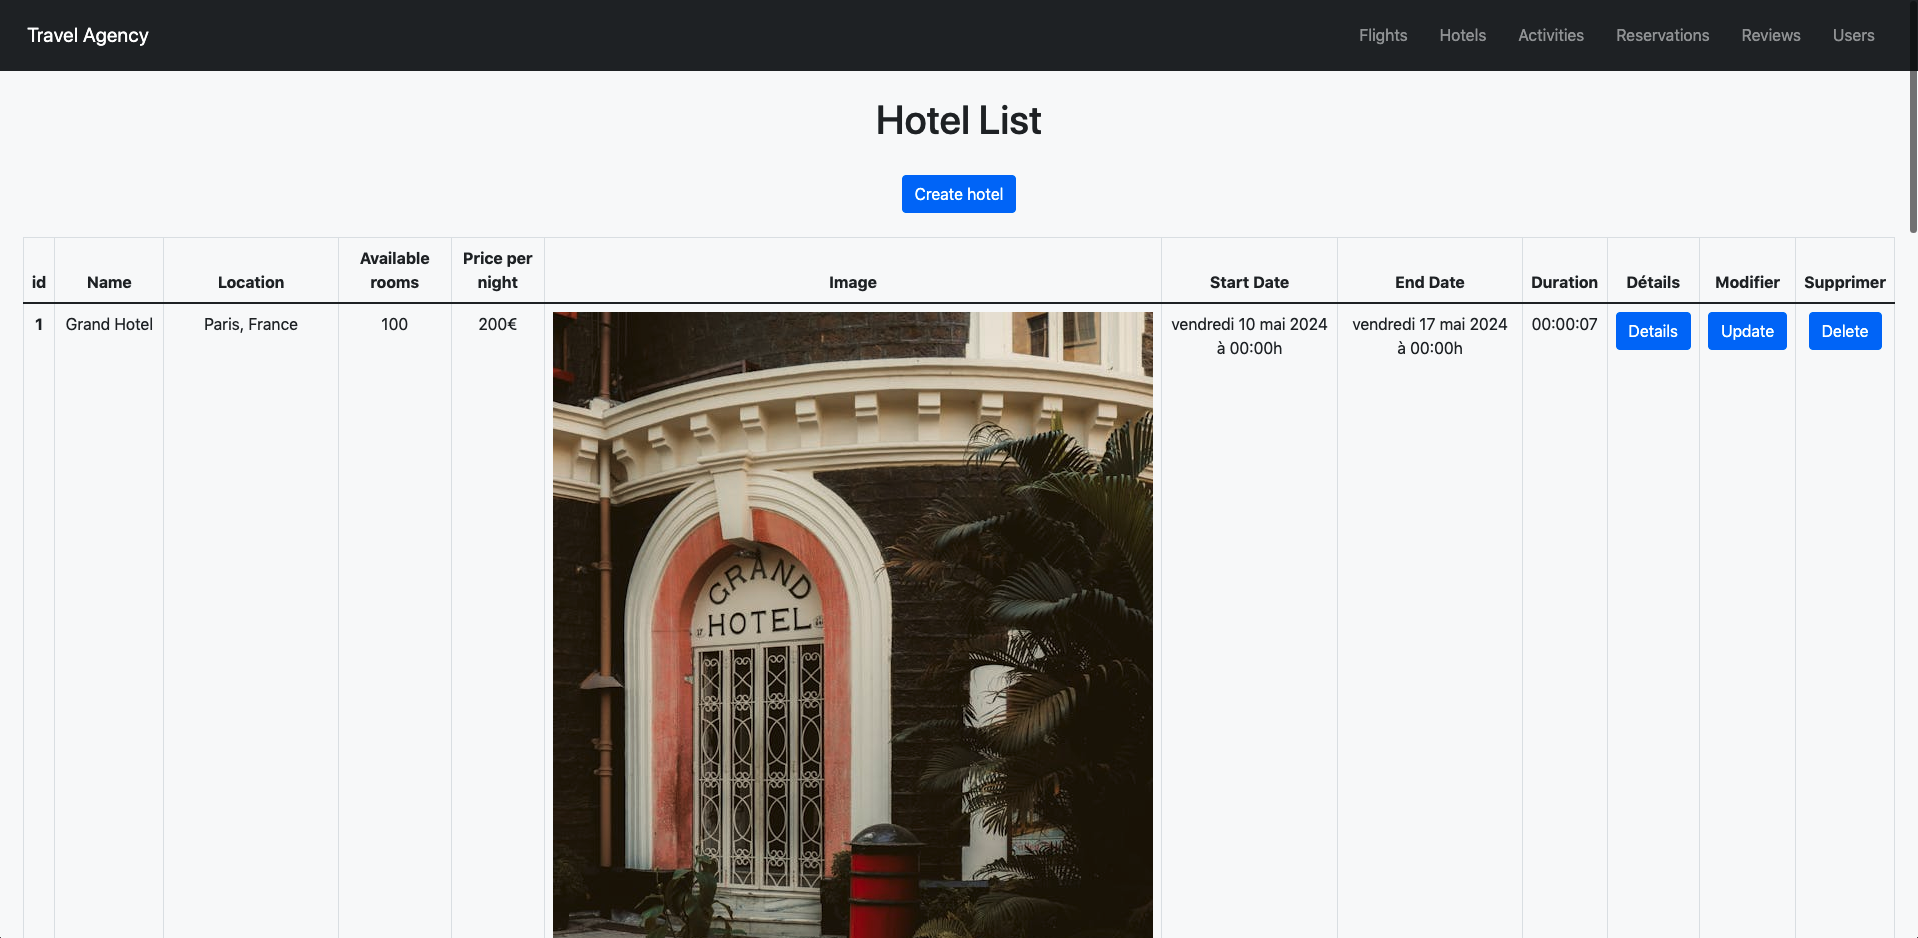 Travel Agency
Flights
Hotels
Activities
Reservations
Reviews
Users
Hotel List
Create hotel
id
Name
Location
Available
rooms
Price per
night
Image
Start Date
End Date
Duration
Détails
Modifier
Supprimer
1
Grand Hotel
Paris, France
100
200€
GRAND
HOTEL
vendredi 10 mai 2024
à 00:00h
vendredi 17 mai 2024
à 00:00h
00:00:07
Details
Update
Delete